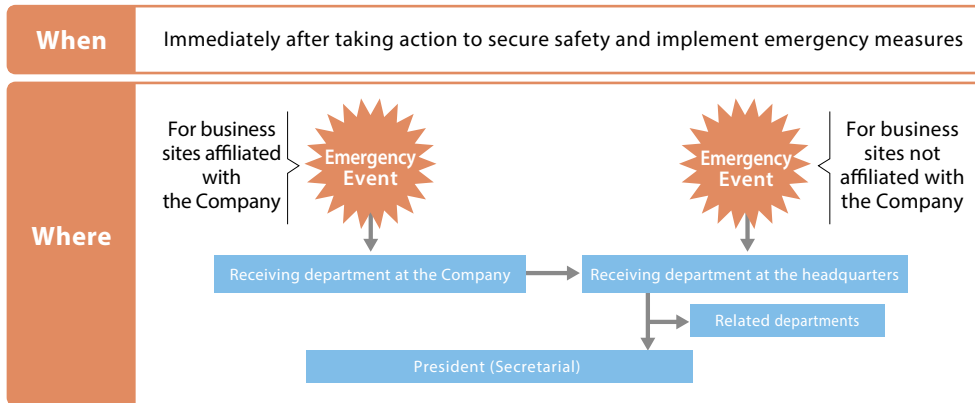 When
Immediately after taking action to secure safety and implement emergency measures
Where
For business
sites affiliated
with
the Company
Emergency
Event
Emergency
Event
For business
sites not
affiliated with
the Company
Receiving department at the Company
Receiving department at the headquarters
Related departments
President (Secretarial)